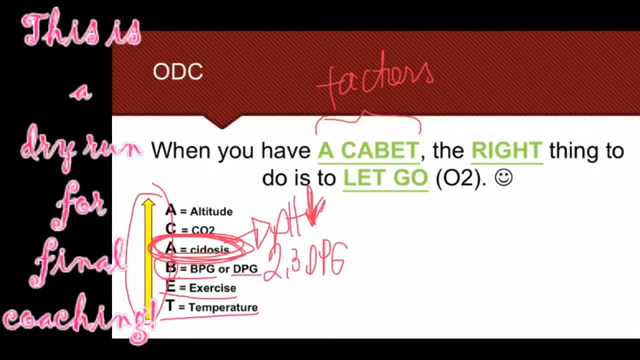 This is
a
dry run
for
final
coaching!
ODC
factors
When you have A CABET, the RIGHT thing to
do is to LET GO (O2). ☺
A = Altitude
C = CO2
A = cidosis
pH
B = BPG or DPG
2,3 DPG
E = Exercise
T = Temperature